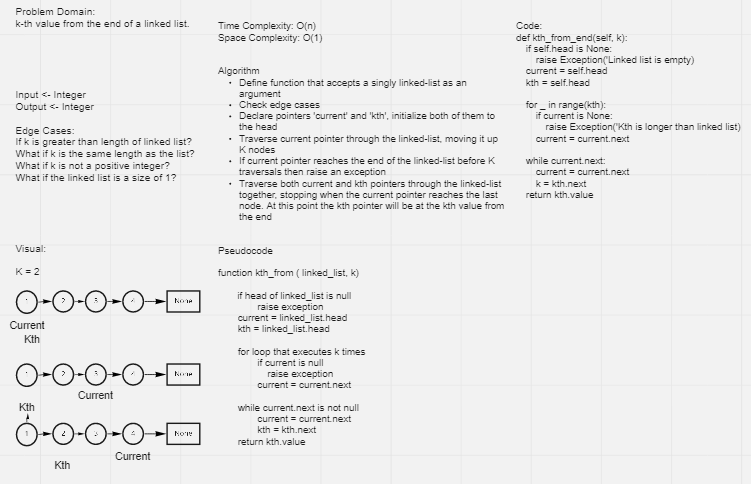 Problem Domain:
k-th value from the end of a linked list.
Input <- Integer
Output <- Integer
Edge Cases:
If k is greater than length of linked list?
What if k is the same length as the list?
What if k is not a positive integer?
What if the linked list is a size of 1?
Visual:
K = 2
1 2 3 4 None
Current
Kth
1 2 3 4 None
Current
Kth
1 2 3 4 None
Current
Kth
Time Complexity: O(n)
Space Complexity: O(1)
Algorithm
• Define function that accepts a singly linked-list as an
argument
• Check edge cases
• Declare pointers 'current' and 'kth', initialize both of them to
the head
• Traverse current pointer through the linked-list, moving it up
K nodes
• If current pointer reaches the end of the linked-list before K
traversals then raise an exception
• Traverse both current and kth pointers through the linked-list
together, stopping when the current pointer reaches the last
node. At this point the kth pointer will be at the kth value from
the end
Pseudocode
function kth_from ( linked_list, k)
if head of linked_list is null
raise exception
current = linked_list.head
kth = linked_list.head
for loop that executes k times
if current is null
raise exception
current = current.next
while current.next is not null
current = current.next
kth = kth.next
return kth.value
Code:
def kth_from_end(self, k):
if self.head is None:
raise Exception('Linked list is empty)
current = self.head
kth = self.head
for _ in range(kth):
if current is None:
raise Exception('Kth is longer than linked list)
current = current.next
while current.next:
current = current.next
k = kth.next
return kth.value